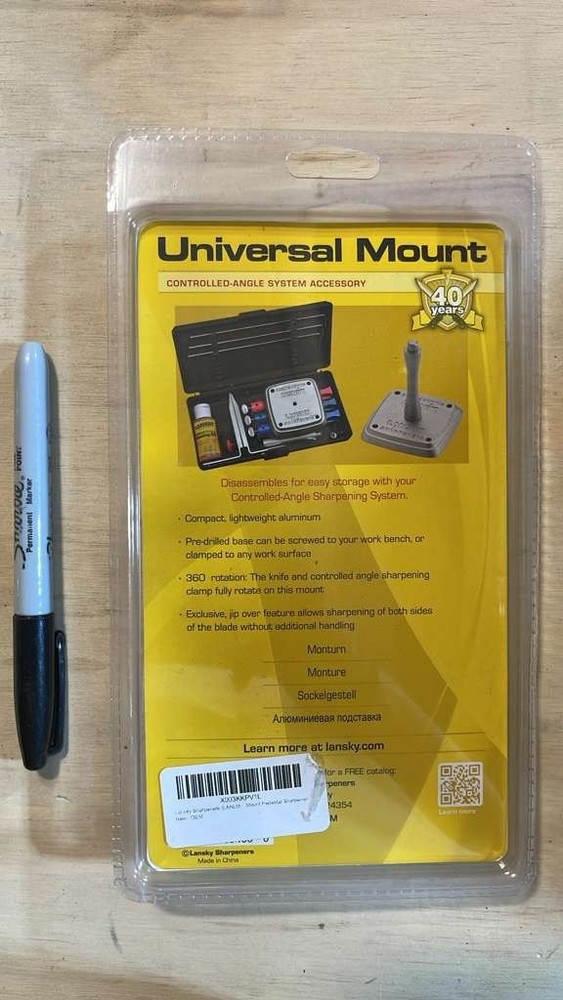 Universal Mount
CONTROLLED-ANGLE SYSTEM ACCESSORY
40
years
Disassembles for easy storage with your
Controlled-Angle Sharpening System.
· Compact, lightweight aluminum
· Pre-drilled base can be screwed to your work bench, or
clamped to any work surface
· 360 rotation: The knife and controlled angle sharpening
clamp fully rotate on this mount
· Exclusive, jip over feature allows sharpening of both sides
of the blade without additional handling
Monturn
Monture
Sockelgestell
Алюминиевая подставка
Learn more at lansky.com
for a FREE catalog:
4354
M
Learn more
X003KKPV1L
©Lansky Sharpeners
Made in China
Sharpie
Permanent Marker